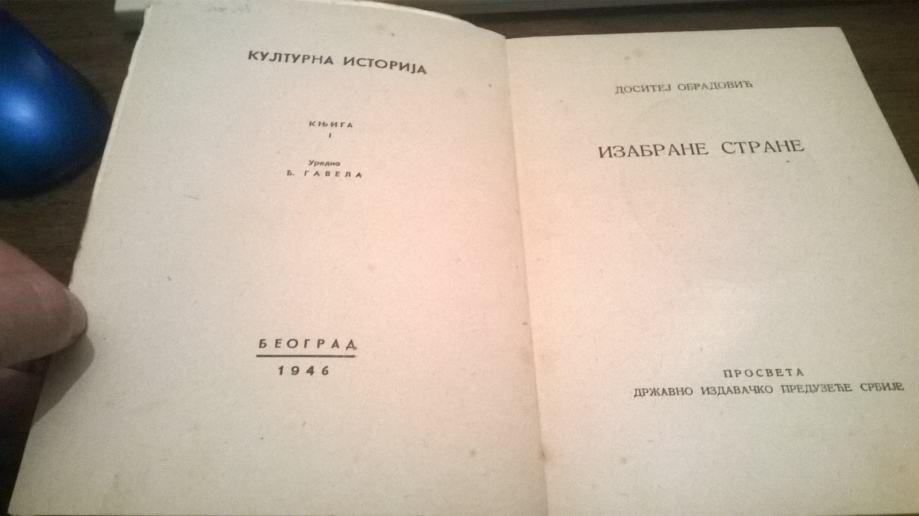 КУЛТУРНА ИСТОРИЈА
КЊИГА
I
Уредио
Ђ. ГАВЕЛА
БЕОГРАД
1946
ДОСИТЕЈ ОБРАДОВИЋ
ИЗАБРАНЕ СТРАНЕ
ПРОСВЕТА
ДРЖАВНО ИЗДАВАЧКО ПРЕДУЗЕЋЕ СРБИЈЕ